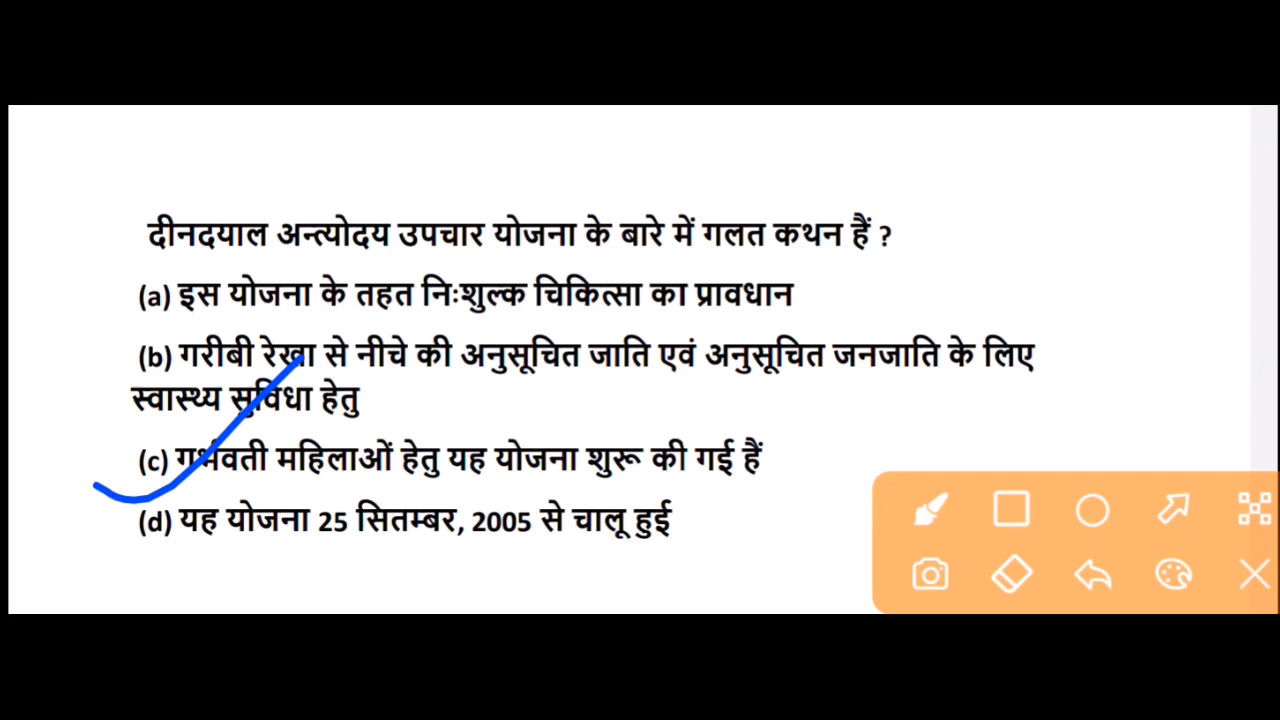 दीनदयाल अन्त्योदय उपचार योजना के बारे में गलत कथन हैं ?
(a) इस योजना के तहत निःशुल्क चिकित्सा का प्रावधान
(b) गरीबी रेखा से नीचे की अनुसूचित जाति एवं अनुसूचित जनजाति के लिए
स्वास्थ्य सुविधा हेतु
(c) गर्भवती महिलाओं हेतु यह योजना शुरू की गई हैं
(d) यह योजना 25 सितम्बर, 2005 से चालू हुई